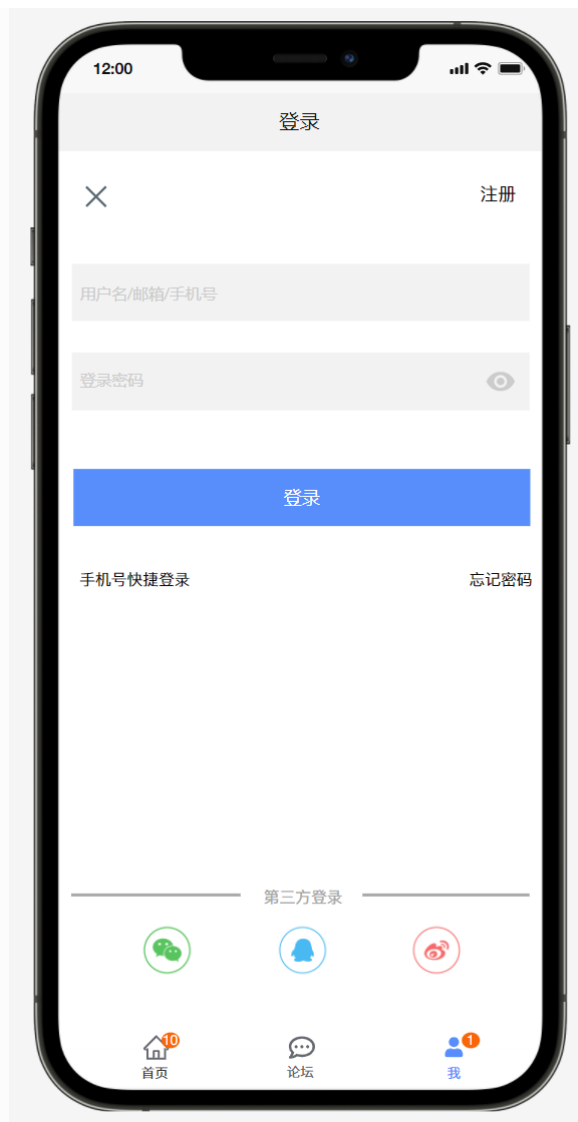 12:00
登录
注册
用户名/邮箱/手机号
登录密码
登录
手机号快捷登录 忘记密码
第三方登录
10 1
首页 论坛 我